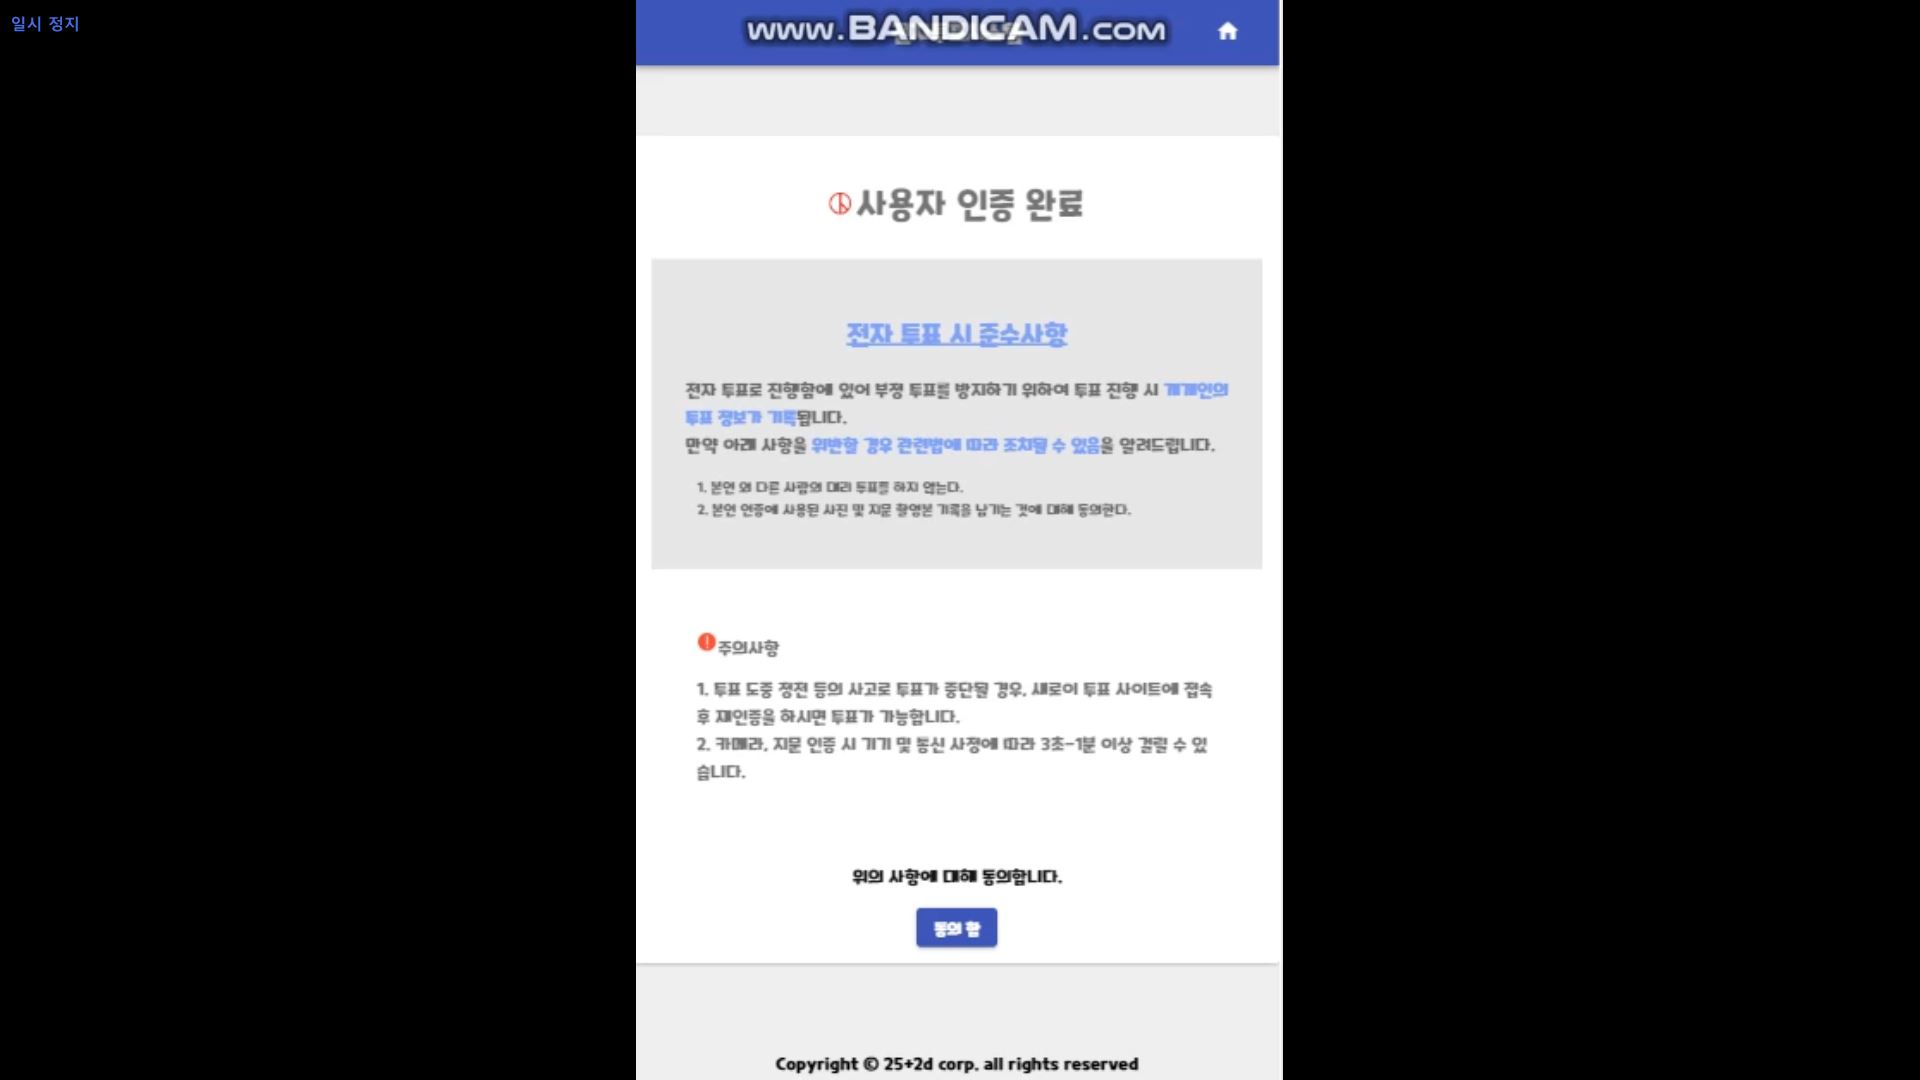 일시 정지
www.BANDICAM.com
사용자 인증 완료
전자 투표 시 준수사항
전자 투표로 진행함에 있어 부정 투표를 방지하기 위하여 투표 진행 시 개개인의
투표 정보가 기록됩니다.
만약 아래 사항을 위반할 경우 관련법에 따라 조치될 수 있음을 알려드립니다.
1. 본인 외 다른 사람의 대리 투표를 하지 않는다.
2. 본인 인증에 사용된 사진 및 지문 촬영본 기록을 남기는 것에 대해 동의한다.
주의사항
1. 투표 도중 정전 등의 사고로 투표가 중단될 경우, 새로이 투표 사이트에 접속
후 재인증을 하시면 투표가 가능합니다.
2. 카메라, 지문 인증 시 기기 및 통신 사정에 따라 3초-1분 이상 걸릴 수 있
습니다.
위의 사항에 대해 동의합니다.
동의 함
Copyright © 25+2d corp. all rights reserved